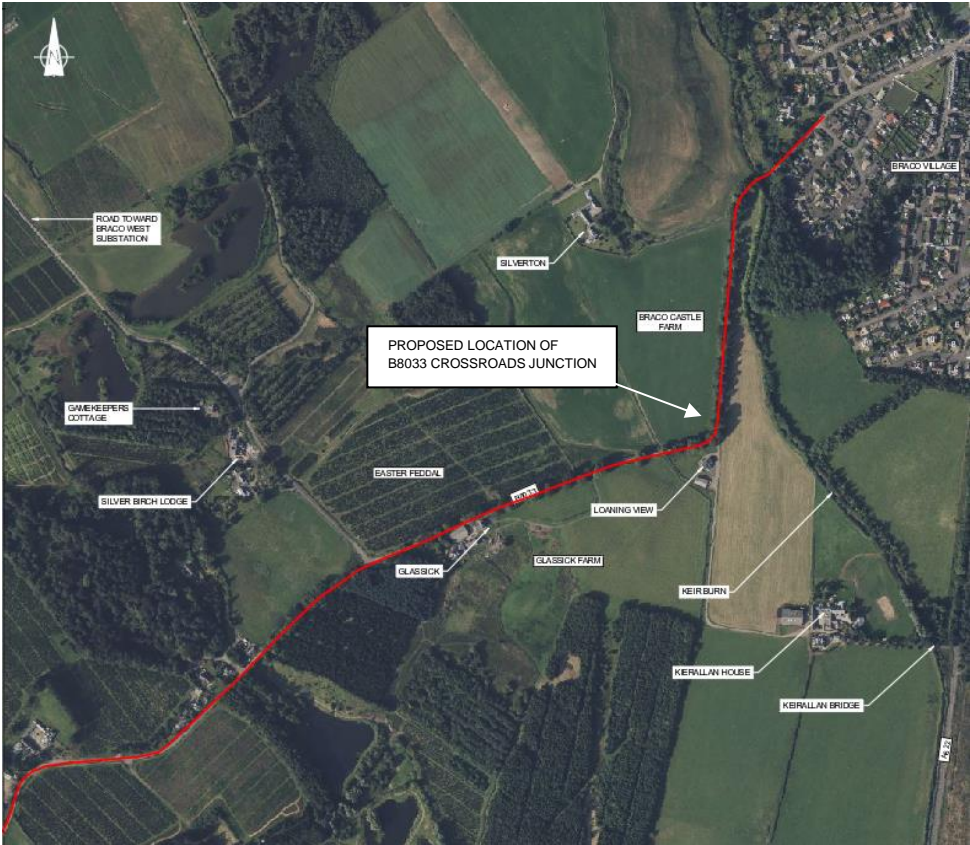 N
BRACO VILLAGE
ROAD TOWARD
BRACO WEST
SUBSTATION
SILVERTON
BRACO CASTLE
FARM
PROPOSED LOCATION OF
B8033 CROSSROADS JUNCTION
GAMEKEEPERS
COTTAGE
EASTER FEDDAL
SILVER BIRCH LODGE
B8033
LOANING VIEW
GLASSICK
GLASSICK FARM
KEIR BURN
KIERALLAN HOUSE
KEIRALLAN BRIDGE
A822